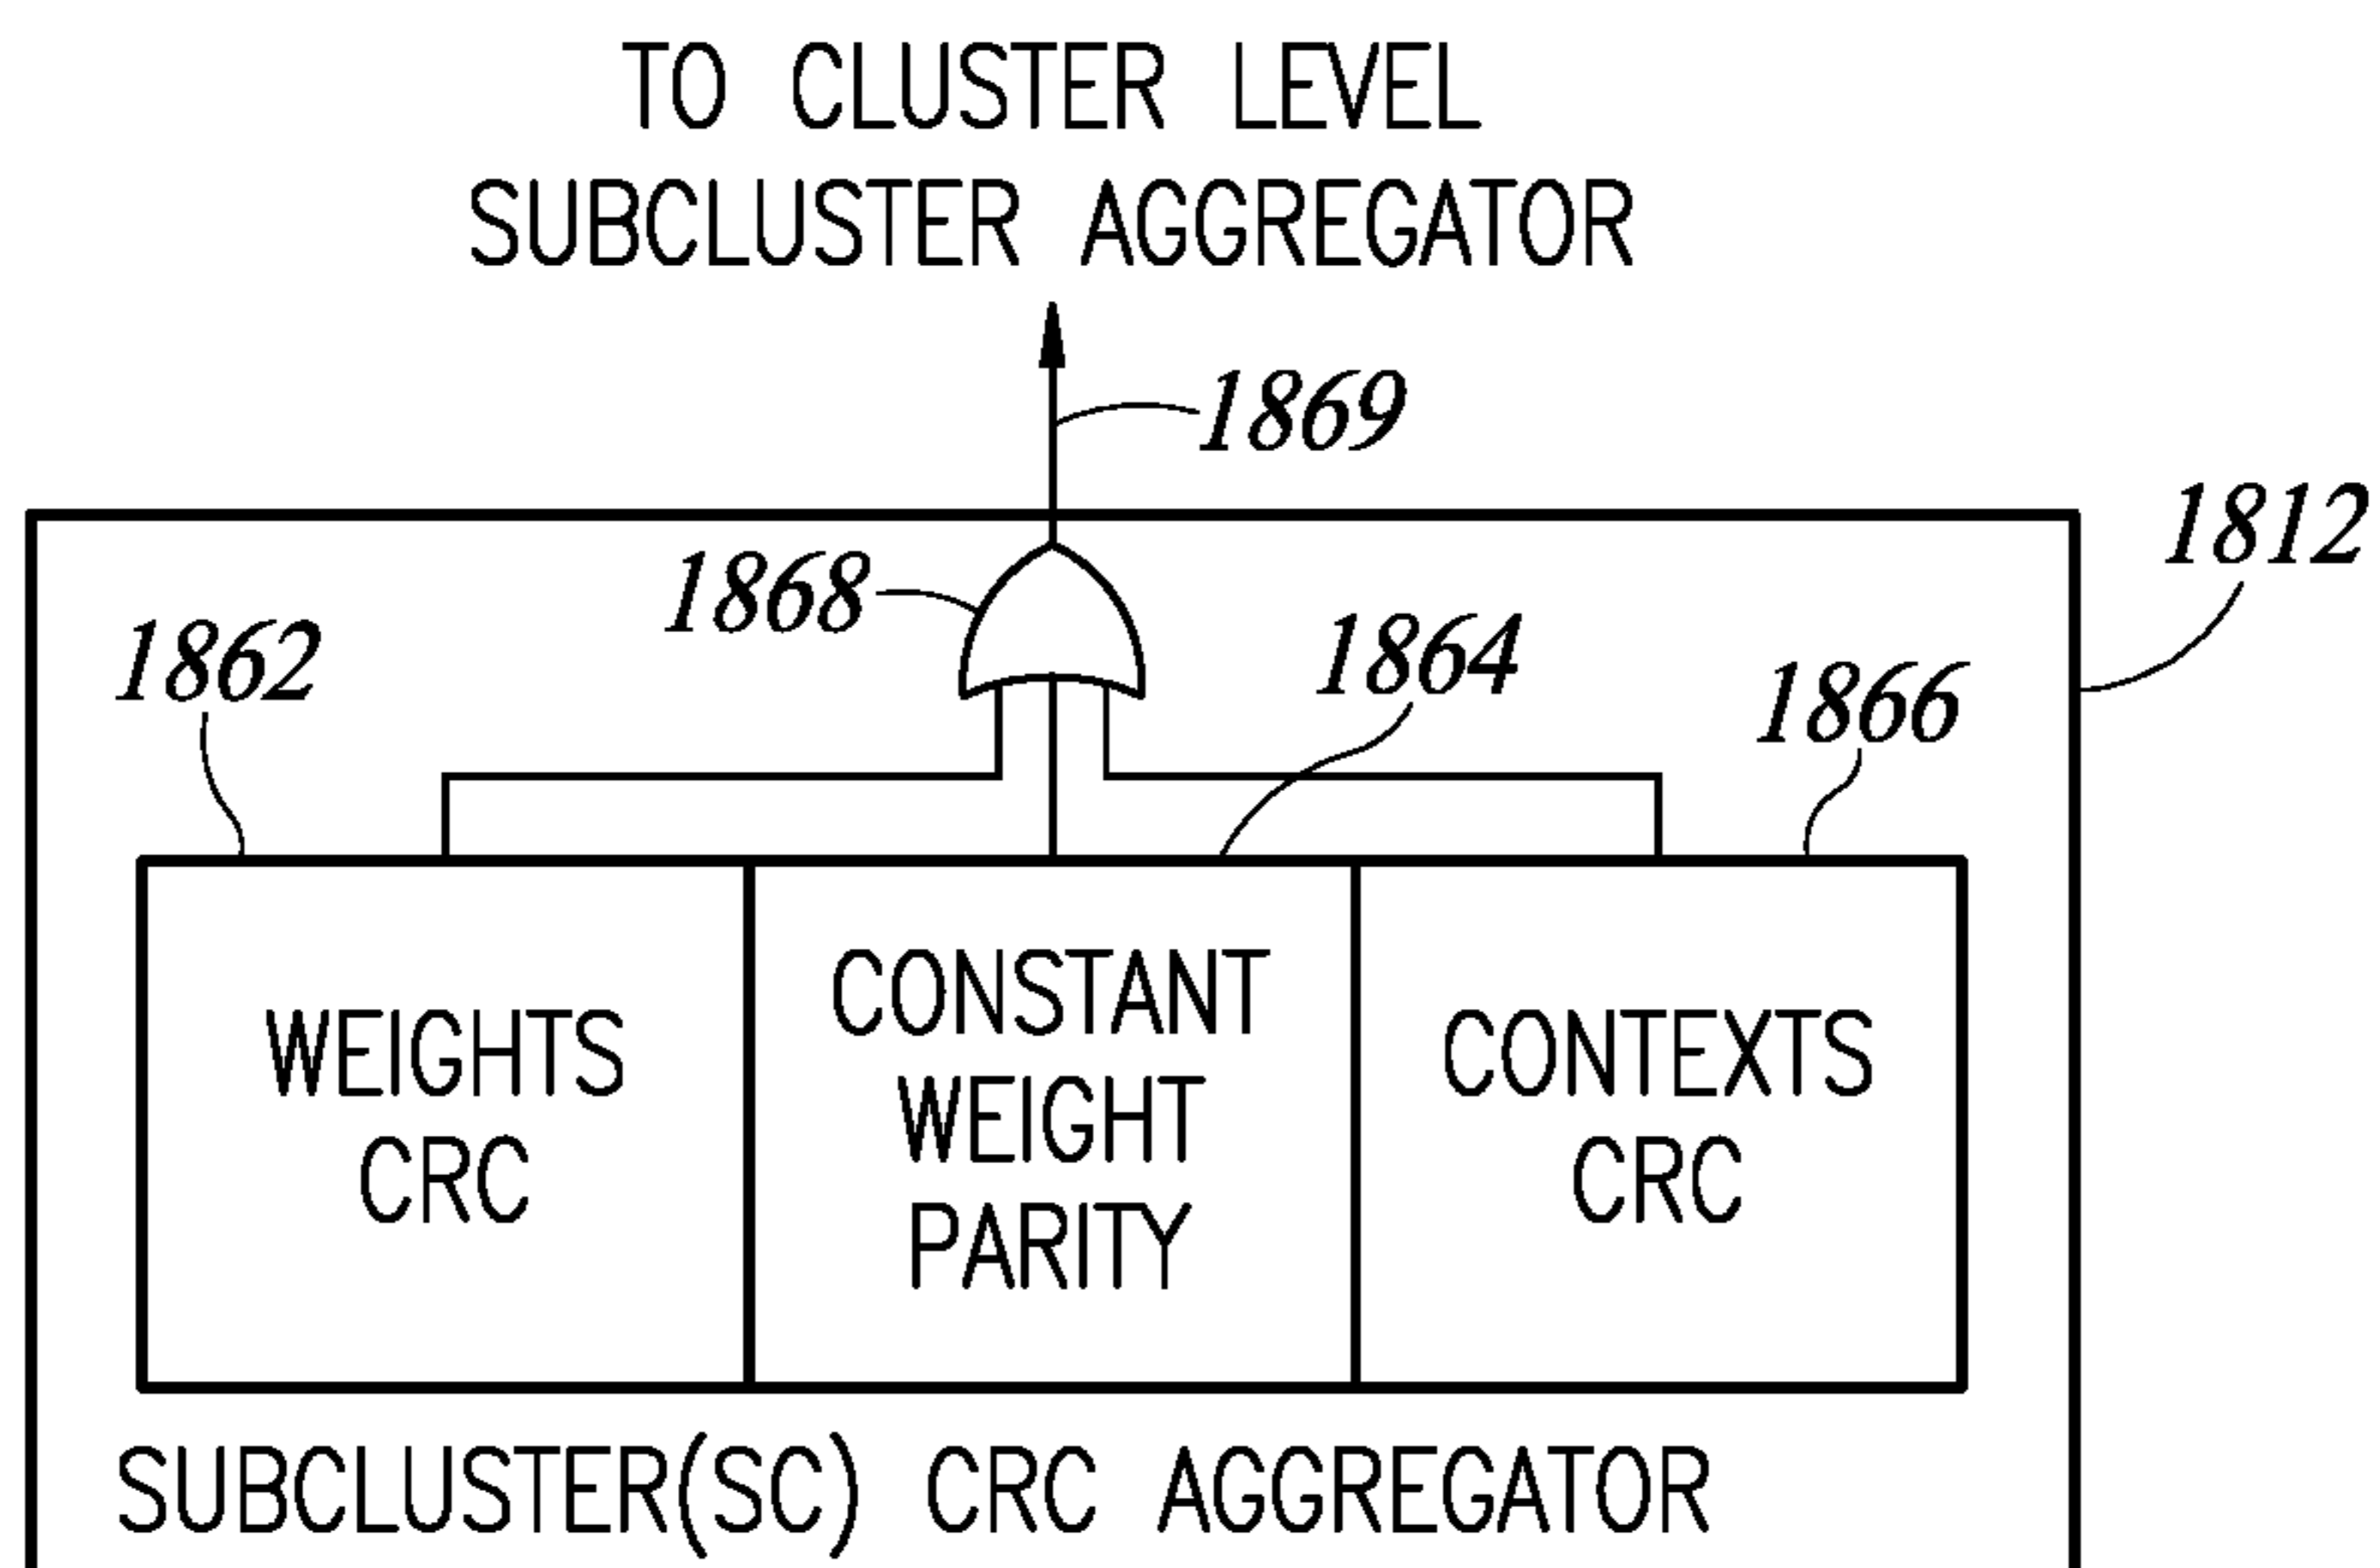 TO CLUSTER LEVEL
SUBCLUSTER AGGREGATOR
1869
1812
1868
1862
1864
1866
WEIGHTS
CRC
CONSTANT
WEIGHT
PARITY
CONTEXTS
CRC
SUBCLUSTER(SC) CRC AGGREGATOR